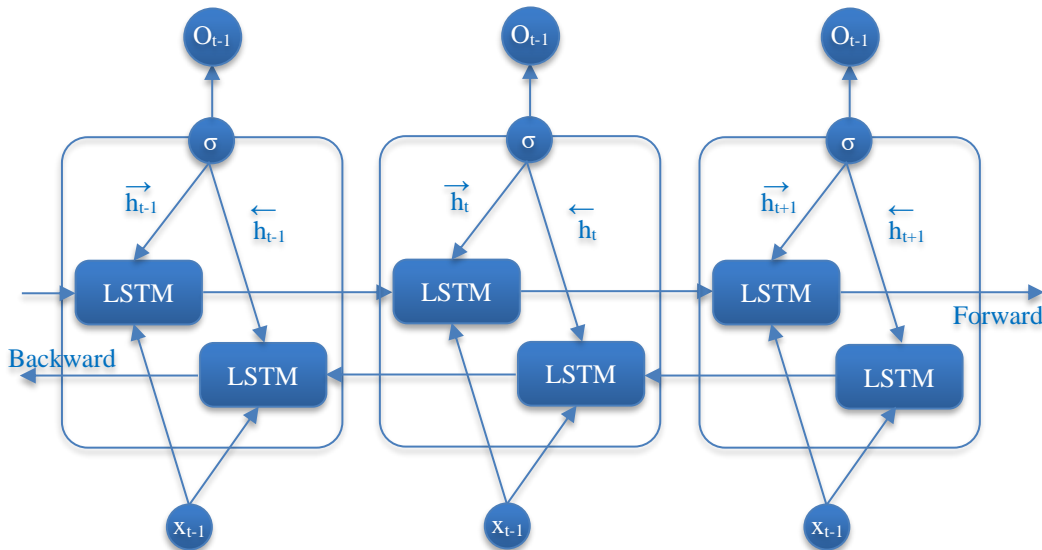 Oₜ₋₁ Oₜ₋₁ Oₜ₋₁
σ σ σ
→ → →
hₜ₋₁ hₜ hₜ₊₁
← ← ←
hₜ₋₁ hₜ hₜ₊₁
LSTM LSTM LSTM
Forward
Backward
LSTM LSTM LSTM
xₜ₋₁ xₜ₋₁ xₜ₋₁